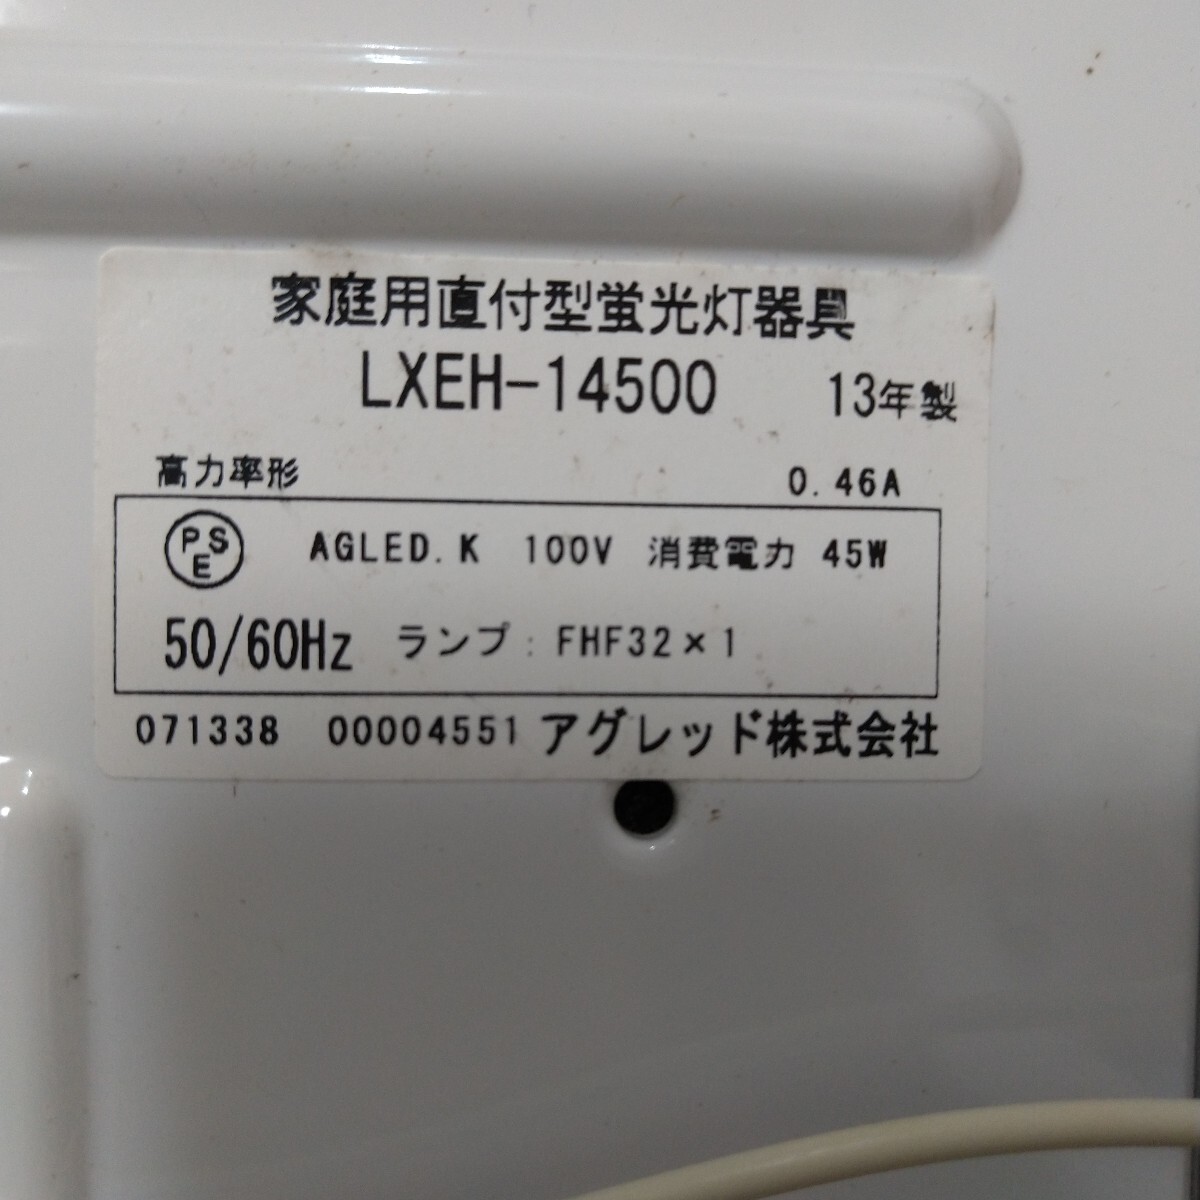 家庭用直付型蛍光灯器具
LXEH-14500 13年製
高力率形 0.46A
PSE AGLED.K 100V 消費電力 45W
50/60Hz ランプ:FHF32×1
071338 00004551 アグレッド株式会社